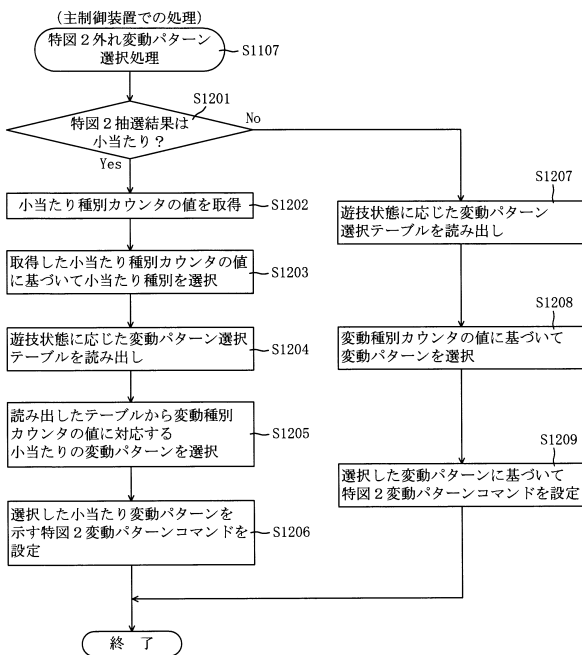 (主制御装置での処理)
特図2外れ変動パターン
選択処理
S1107
S1201
特図2抽選結果は
小当たり?
No
Yes
小当たり種別カウンタの値を取得
S1202
取得した小当たり種別カウンタの値
に基づいて小当たり種別を選択
S1203
遊技状態に応じた変動パターン選択
テーブルを読み出し
S1204
読み出したテーブルから変動種別
カウンタの値に対応する
小当たりの変動パターンを選択
S1205
選択した小当たり変動パターンを
示す特図2変動パターンコマンドを
設定
S1206
S1207
遊技状態に応じた変動パターン
選択テーブルを読み出し
S1208
変動種別カウンタの値に基づいて
変動パターンを選択
S1209
選択した変動パターンに基づいて
特図2変動パターンコマンドを設定
終 了